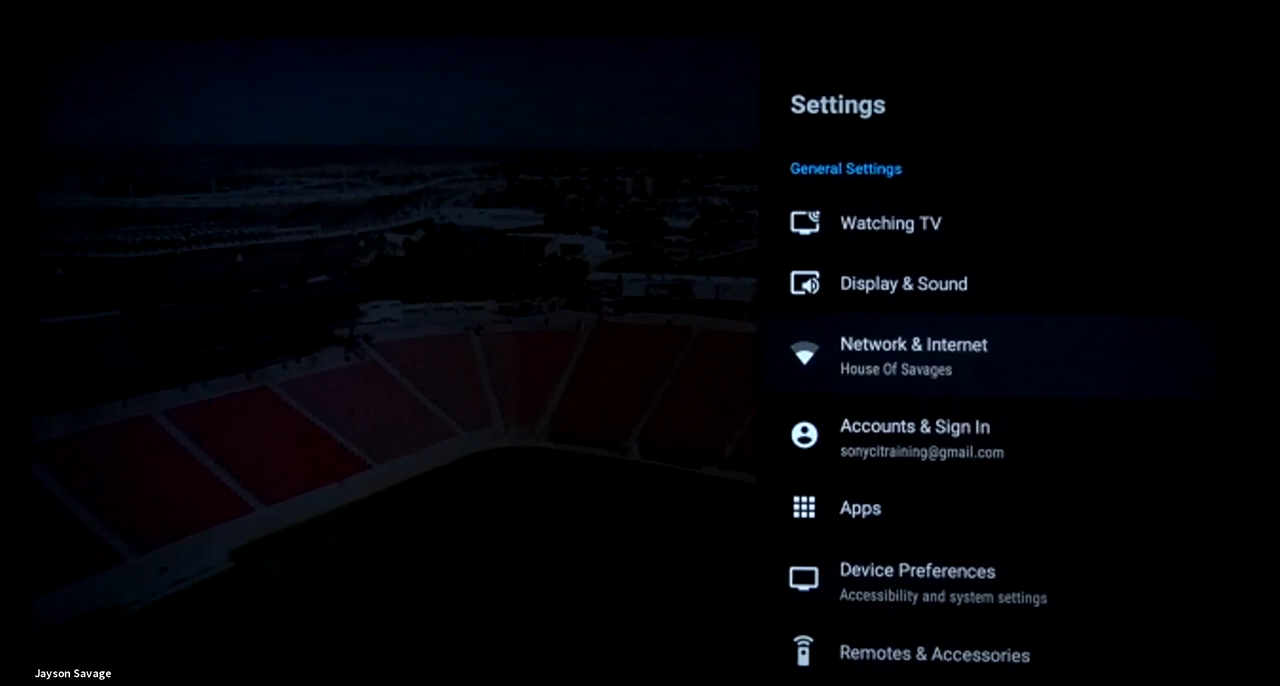 Settings
General Settings
Watching TV
Display & Sound
Network & Internet
House Of Savages
Accounts & Sign In
sonycitraining@gmail.com
Apps
Device Preferences
Accessibility and system settings
Remotes & Accessories
Jayson Savage